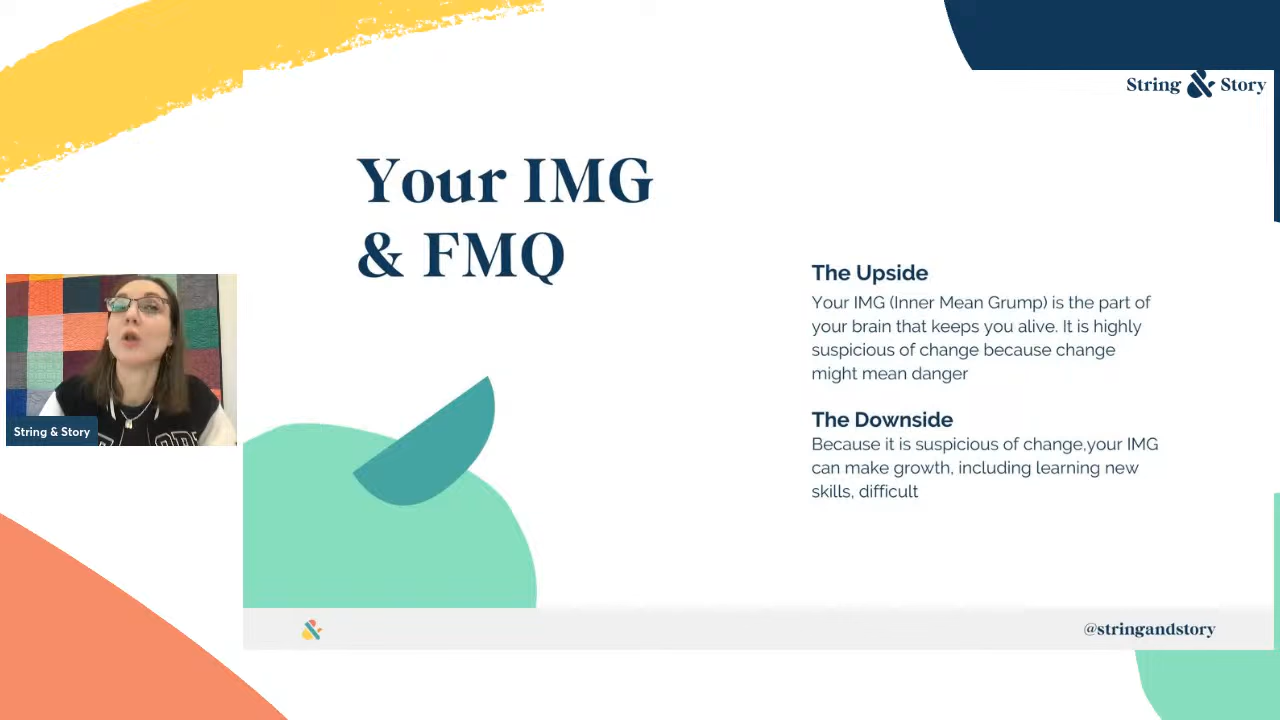 String & Story
Your IMG
& FMQ
The Upside
Your IMG (Inner Mean Grump) is the part of
your brain that keeps you alive. It is highly
suspicious of change because change
might mean danger
The Downside
Because it is suspicious of change,your IMG
can make growth, including learning new
skills, difficult
String & Story
&
@stringandstory